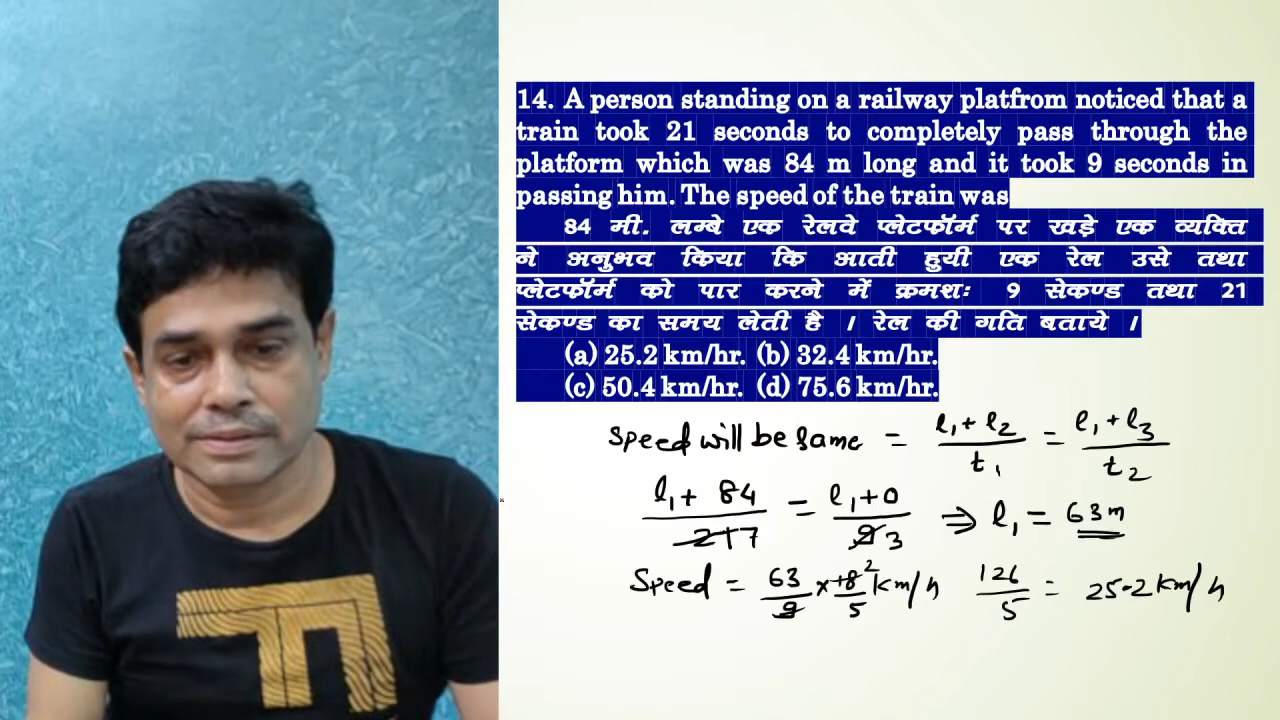 14. A person standing on a railway platfrom noticed that a
train took 21 seconds to completely pass through the
platform which was 84 m long and it took 9 seconds in
passing him. The speed of the train was
84 मी. लम्बे एक रेलवे प्लेटफॉर्म पर खड़े एक व्यक्ति
ने अनुभव किया कि आती हुयी एक रेल उसे तथा
प्लेटफॉर्म को पार करने में क्रमशः 9 सेकण्ड तथा 21
सेकण्ड का समय लेती है । रेल की गति बताये ।
(a) 25.2 km/hr. (b) 32.4 km/hr.
(c) 50.4 km/hr. (d) 75.6 km/hr.
Speed will be same = (l₁ + l₂)/t₁ = (l₁ + l₃)/t₂
(l₁ + 84)/21 7 = (l₁ + 0)/9 3 ⇒ l₁ = 63m
Speed = 63/9 × 18 2/5 km/h 126/5 = 25.2 km/h